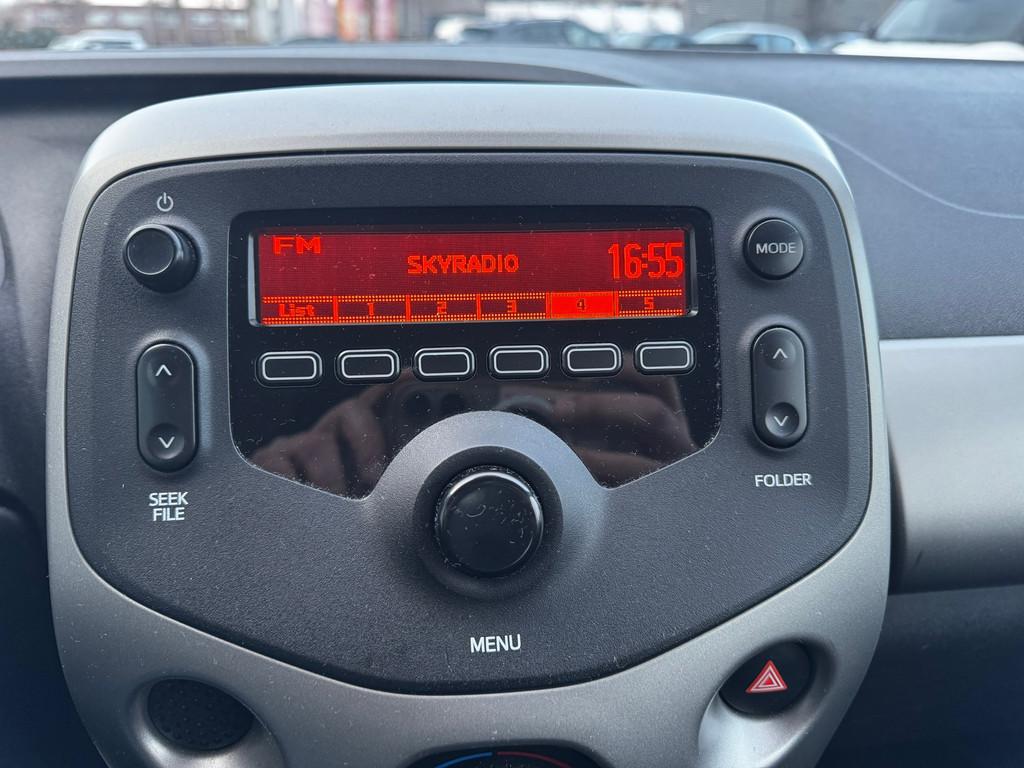 FM
SKYRADIO
16:55
List 1 2 3 4 5
MODE
SEEK
FILE
FOLDER
MENU